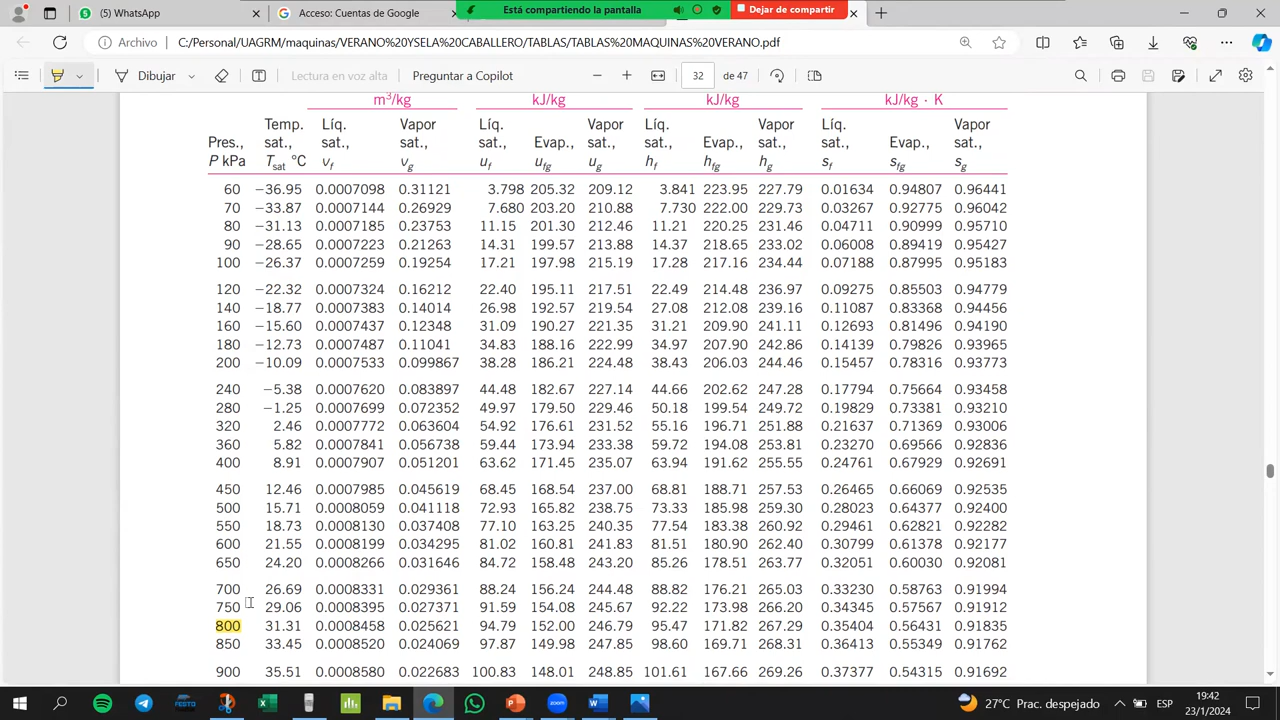 (5) WhatsApp
Acceso: Cuentas de Google
Está compartiendo la pantalla
Dejar de compartir
Archivo
C:/Personal/UAGRM/maquinas/VERANO%20YSELA%20CABALLERO/TABLAS/TABLAS%20MAQUINAS%20VERANO.pdf
Dibujar
Lectura en voz alta
Preguntar a Copilot
32 de 47
m³/kg kJ/kg kJ/kg kJ/kg · K
Temp. Líq. Vapor Líq. Vapor Líq. Vapor Líq. Vapor
Pres., sat., sat., sat., sat., Evap., sat., sat., Evap., sat., sat., Evap., sat.,
P kPa Tsat °C vf vg uf ufg ug hf hfg hg sf sfg sg
60 −36.95 0.0007098 0.31121 3.798 205.32 209.12 3.841 223.95 227.79 0.01634 0.94807 0.96441
70 −33.87 0.0007144 0.26929 7.680 203.20 210.88 7.730 222.00 229.73 0.03267 0.92775 0.96042
80 −31.13 0.0007185 0.23753 11.15 201.30 212.46 11.21 220.25 231.46 0.04711 0.90999 0.95710
90 −28.65 0.0007223 0.21263 14.31 199.57 213.88 14.37 218.65 233.02 0.06008 0.89419 0.95427
100 −26.37 0.0007259 0.19254 17.21 197.98 215.19 17.28 217.16 234.44 0.07188 0.87995 0.95183
120 −22.32 0.0007324 0.16212 22.40 195.11 217.51 22.49 214.48 236.97 0.09275 0.85503 0.94779
140 −18.77 0.0007383 0.14014 26.98 192.57 219.54 27.08 212.08 239.16 0.11087 0.83368 0.94456
160 −15.60 0.0007437 0.12348 31.09 190.27 221.35 31.21 209.90 241.11 0.12693 0.81496 0.94190
180 −12.73 0.0007487 0.11041 34.83 188.16 222.99 34.97 207.90 242.86 0.14139 0.79826 0.93965
200 −10.09 0.0007533 0.099867 38.28 186.21 224.48 38.43 206.03 244.46 0.15457 0.78316 0.93773
240 −5.38 0.0007620 0.083897 44.48 182.67 227.14 44.66 202.62 247.28 0.17794 0.75664 0.93458
280 −1.25 0.0007699 0.072352 49.97 179.50 229.46 50.18 199.54 249.72 0.19829 0.73381 0.93210
320 2.46 0.0007772 0.063604 54.92 176.61 231.52 55.16 196.71 251.88 0.21637 0.71369 0.93006
360 5.82 0.0007841 0.056738 59.44 173.94 233.38 59.72 194.08 253.81 0.23270 0.69566 0.92836
400 8.91 0.0007907 0.051201 63.62 171.45 235.07 63.94 191.62 255.55 0.24761 0.67929 0.92691
450 12.46 0.0007985 0.045619 68.45 168.54 237.00 68.81 188.71 257.53 0.26465 0.66069 0.92535
500 15.71 0.0008059 0.041118 72.93 165.82 238.75 73.33 185.98 259.30 0.28023 0.64377 0.92400
550 18.73 0.0008130 0.037408 77.10 163.25 240.35 77.54 183.38 260.92 0.29461 0.62821 0.92282
600 21.55 0.0008199 0.034295 81.02 160.81 241.83 81.51 180.90 262.40 0.30799 0.61378 0.92177
650 24.20 0.0008266 0.031646 84.72 158.48 243.20 85.26 178.51 263.77 0.32051 0.60030 0.92081
700 26.69 0.0008331 0.029361 88.24 156.24 244.48 88.82 176.21 265.03 0.33230 0.58763 0.91994
750 29.06 0.0008395 0.027371 91.59 154.08 245.67 92.22 173.98 266.20 0.34345 0.57567 0.91912
800 31.31 0.0008458 0.025621 94.79 152.00 246.79 95.47 171.82 267.29 0.35404 0.56431 0.91835
850 33.45 0.0008520 0.024069 97.87 149.98 247.85 98.60 169.71 268.31 0.36413 0.55349 0.91762
900 35.51 0.0008580 0.022683 100.83 148.01 248.85 101.61 167.66 269.26 0.37377 0.54315 0.91692
27°C Prac. despejado
ESP
19:42
23/1/2024